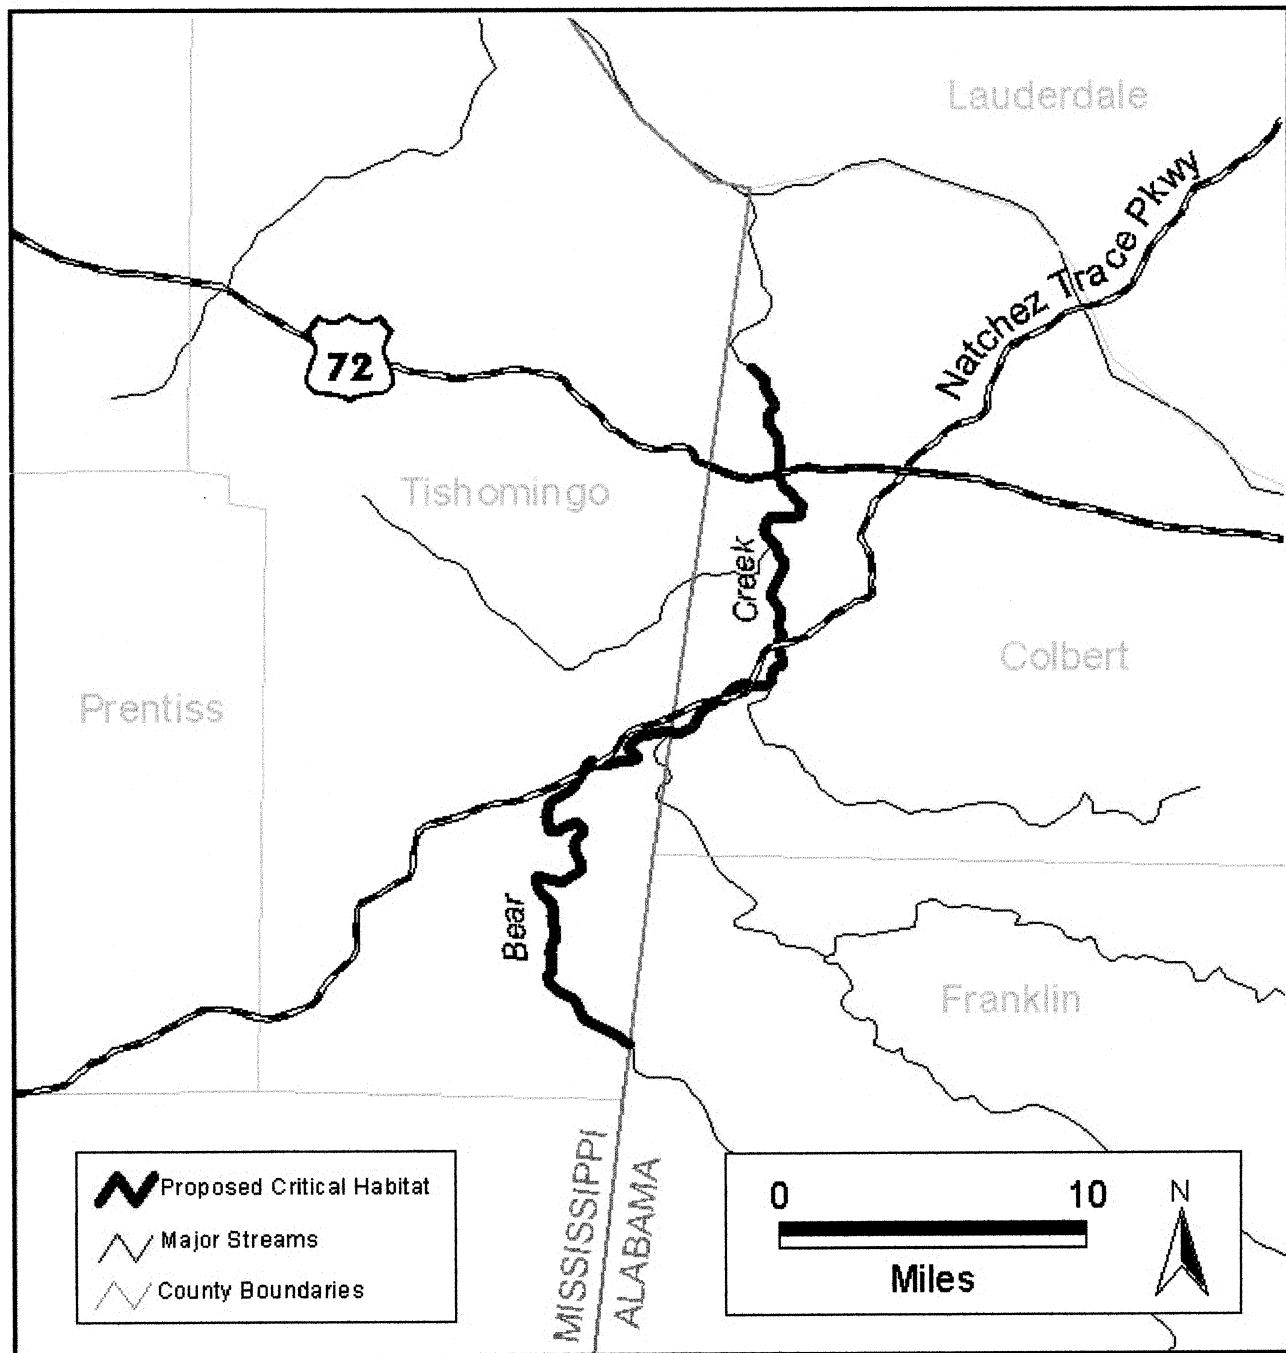 Lauderdale
Natchez Trace Pkwy
72
Tishomingo
Creek
Colbert
Prentiss
Bear
Franklin
MISSISSIPPI
ALABAMA
Proposed Critical Habitat
Major Streams
County Boundaries
0 10
Miles
N